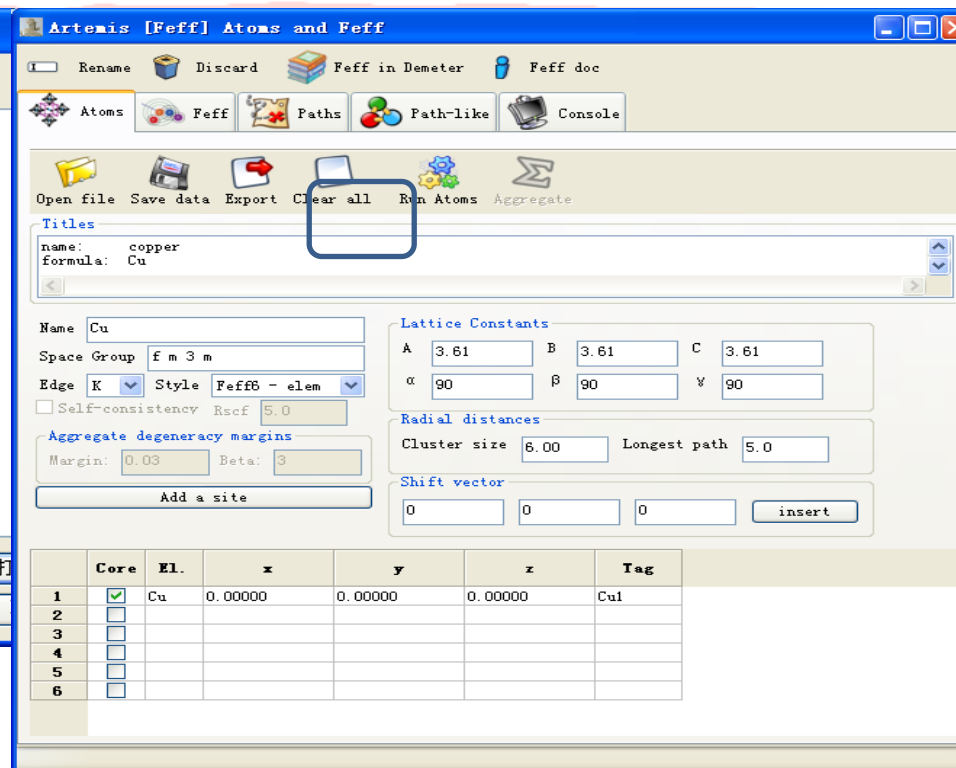 Artemis [Feff] Atoms and Feff
Rename Discard Feff in Demeter Feff doc
Atoms Feff Paths Path-like Console
Open file Save data Export Clear all Run Atoms Aggregate
Titles
name: copper
formula: Cu
Name Cu
Space Group f m 3 m
Edge K Style Feff6 - elem
Self-consistency Rscf 5.0
Aggregate degeneracy margins
Margin: 0.03 Beta: 3
Add a site
Lattice Constants
A 3.61 B 3.61 C 3.61
α 90 β 90 γ 90
Radial distances
Cluster size 6.00 Longest path 5.0
Shift vector
0 0 0 insert
Core El. x y z Tag
1 Cu 0.00000 0.00000 0.00000 Cu1
2
3
4
5
6